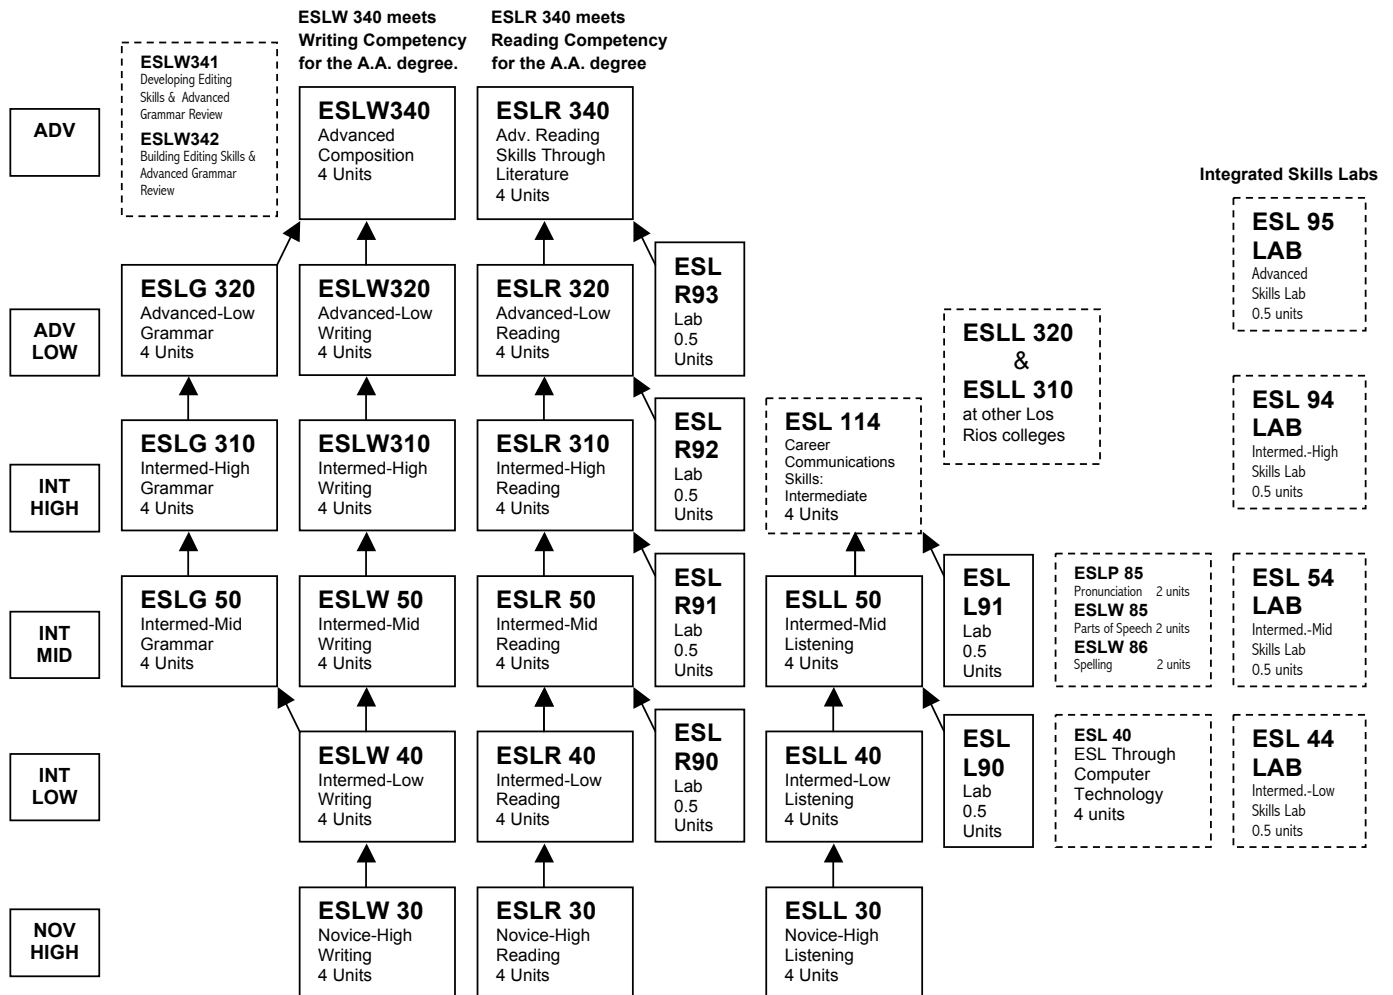 ESLW 340 meets
Writing Competency
for the A.A. degree.
ESLR 340 meets
Reading Competency
for the A.A. degree
ADV
ESLW341
Developing Editing
Skills & Advanced
Grammar Review
ESLW342
Building Editing Skills &
Advanced Grammar
Review
ESLW340
Advanced
Composition
4 Units
ESLR 340
Adv. Reading
Skills Through
Literature
4 Units
Integrated Skills Labs
ESL 95
LAB
Advanced
Skills Lab
0.5 units
ADV
LOW
ESLG 320
Advanced-Low
Grammar
4 Units
ESLW320
Advanced-Low
Writing
4 Units
ESLR 320
Advanced-Low
Reading
4 Units
ESL
R93
Lab
0.5
Units
ESLL 320
&
ESLL 310
at other Los
Rios colleges
INT
HIGH
ESLG 310
Intermed-High
Grammar
4 Units
ESLW310
Intermed-High
Writing
4 Units
ESLR 310
Intermed-High
Reading
4 Units
ESL
R92
Lab
0.5
Units
ESL 114
Career
Communications
Skills:
Intermediate
4 Units
ESL 94
LAB
Intermed.-High
Skills Lab
0.5 units
INT
MID
ESLG 50
Intermed-Mid
Grammar
4 Units
ESLW 50
Intermed-Mid
Writing
4 Units
ESLR 50
Intermed-Mid
Reading
4 Units
ESL
R91
Lab
0.5
Units
ESLL 50
Intermed-Mid
Listening
4 Units
ESL
L91
Lab
0.5
Units
ESLP 85
Pronunciation 2 units
ESLW 85
Parts of Speech 2 units
ESLW 86
Spelling 2 units
ESL 54
LAB
Intermed.-Mid
Skills Lab
0.5 units
INT
LOW
ESLW 40
Intermed-Low
Writing
4 Units
ESLR 40
Intermed-Low
Reading
4 Units
ESL
R90
Lab
0.5
Units
ESLL 40
Intermed-Low
Listening
4 Units
ESL
L90
Lab
0.5
Units
ESL 40
ESL Through
Computer
Technology
4 units
ESL 44
LAB
Intermed.-Low
Skills Lab
0.5 units
NOV
HIGH
ESLW 30
Novice-High
Writing
4 Units
ESLR 30
Novice-High
Reading
4 Units
ESLL 30
Novice-High
Listening
4 Units